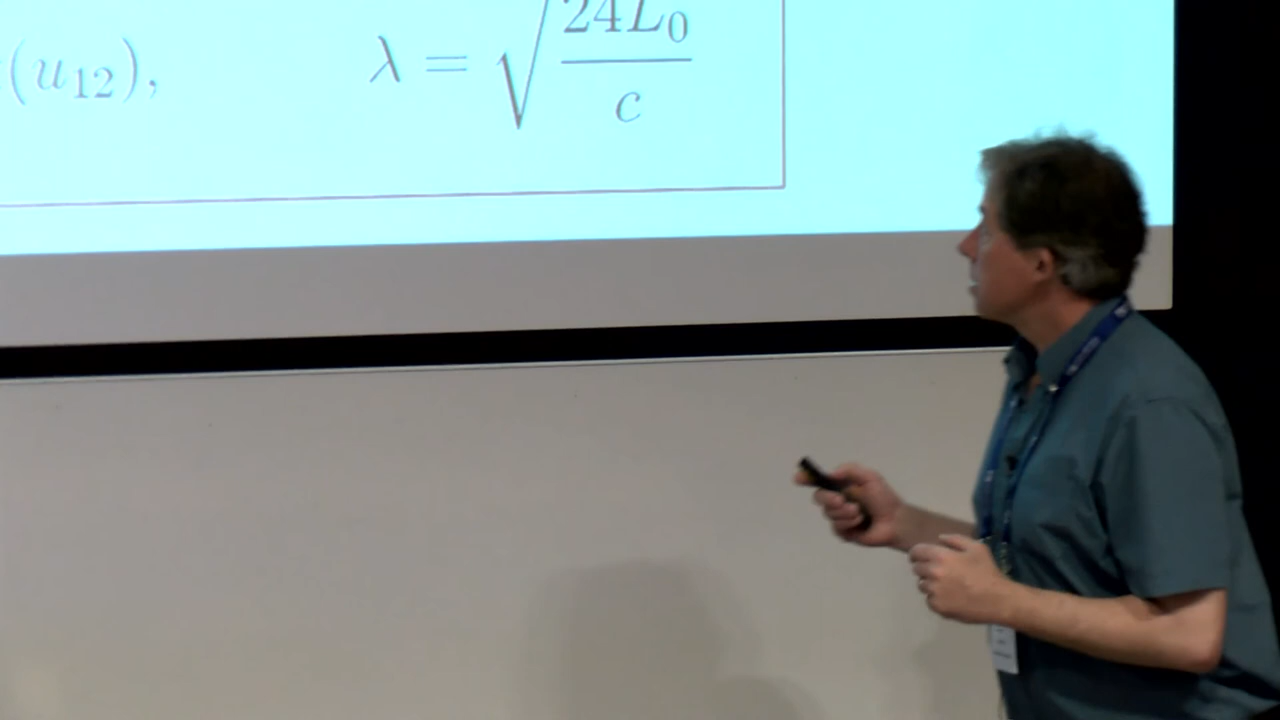 (u_{12}), λ = \sqrt{\frac{24L_0}{c}}